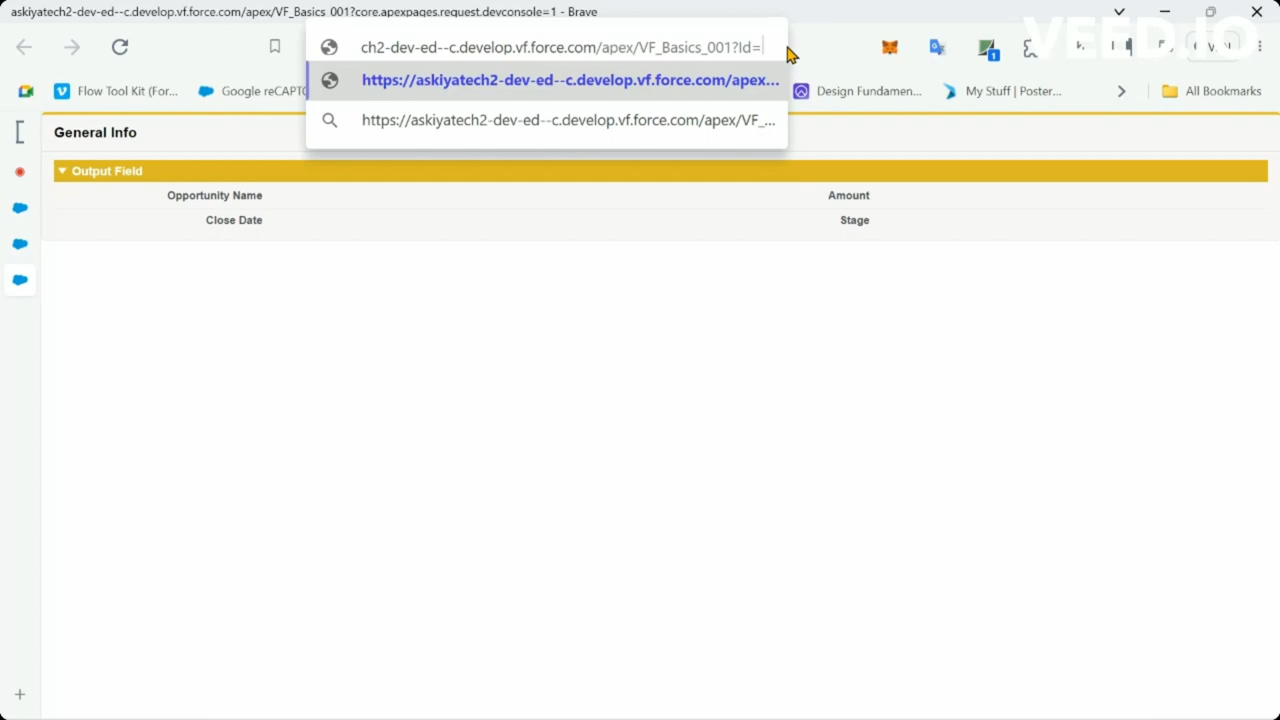 askiyatech2-dev-ed--c.develop.vf.force.com/apex/VF_Basics_001?core.apexpages.request.devconsole=1 - Brave
VEED.IO
ch2-dev-ed--c.develop.vf.force.com/apex/VF_Basics_001?Id=
1
https://askiyatech2-dev-ed--c.develop.vf.force.com/apex...
https://askiyatech2-dev-ed--c.develop.vf.force.com/apex/VF_...
Flow Tool Kit (For...
Google reCAPTC
Design Fundamen...
My Stuff | Poster...
All Bookmarks
General Info
Output Field
Opportunity Name
Amount
Close Date
Stage